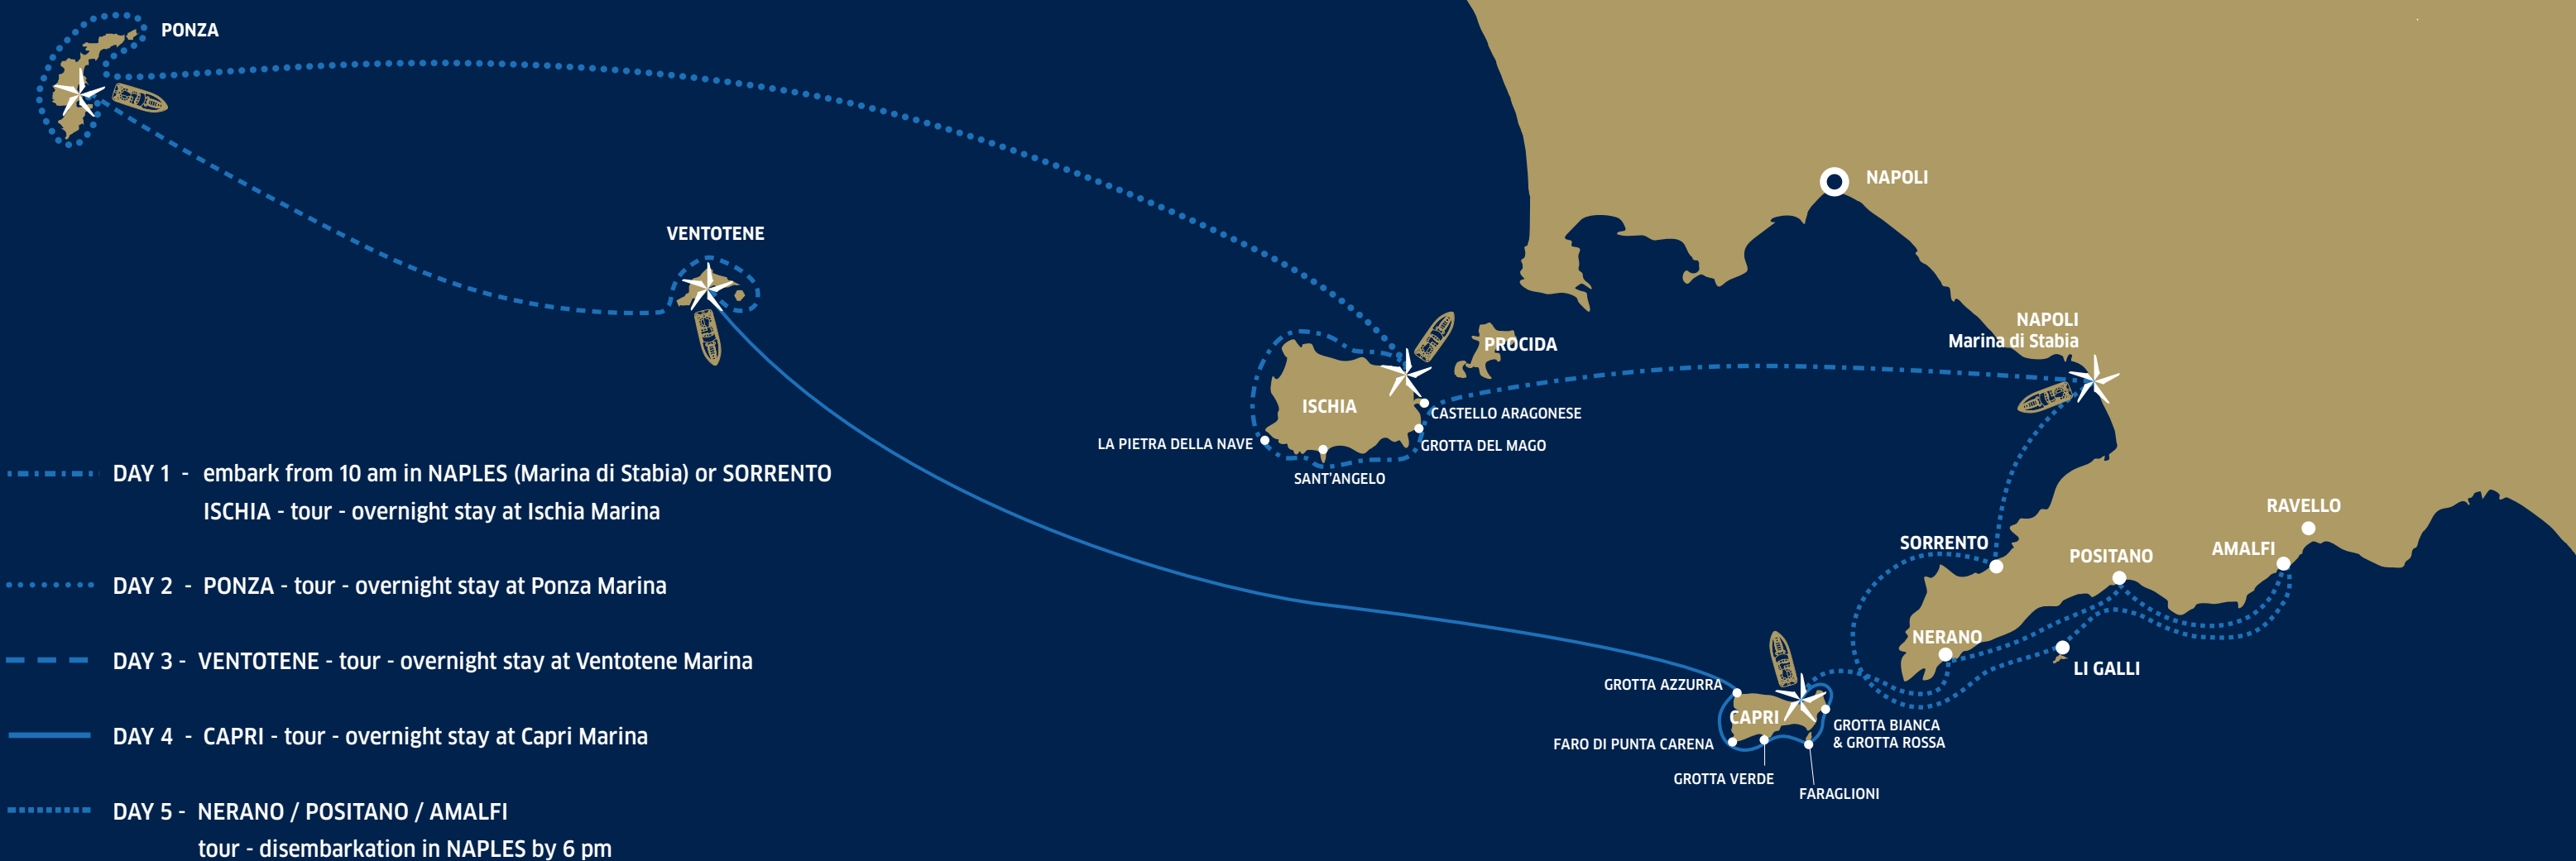 PONZA
VENTOTENE
NAPOLI
NAPOLI
Marina di Stabia
PROCIDA
ISCHIA
CASTELLO ARAGONESE
LA PIETRA DELLA NAVE
GROTTA DEL MAGO
SANT'ANGELO
RAVELLO
SORRENTO
AMALFI
POSITANO
NERANO
LI GALLI
GROTTA AZZURRA
CAPRI
GROTTA BIANCA
& GROTTA ROSSA
FARO DI PUNTA CARENA
GROTTA VERDE
FARAGLIONI
DAY 1 - embark from 10 am in NAPLES (Marina di Stabia) or SORRENTO
ISCHIA - tour - overnight stay at Ischia Marina
DAY 2 - PONZA - tour - overnight stay at Ponza Marina
DAY 3 - VENTOTENE - tour - overnight stay at Ventotene Marina
DAY 4 - CAPRI - tour - overnight stay at Capri Marina
DAY 5 - NERANO / POSITANO / AMALFI
tour - disembarkation in NAPLES by 6 pm